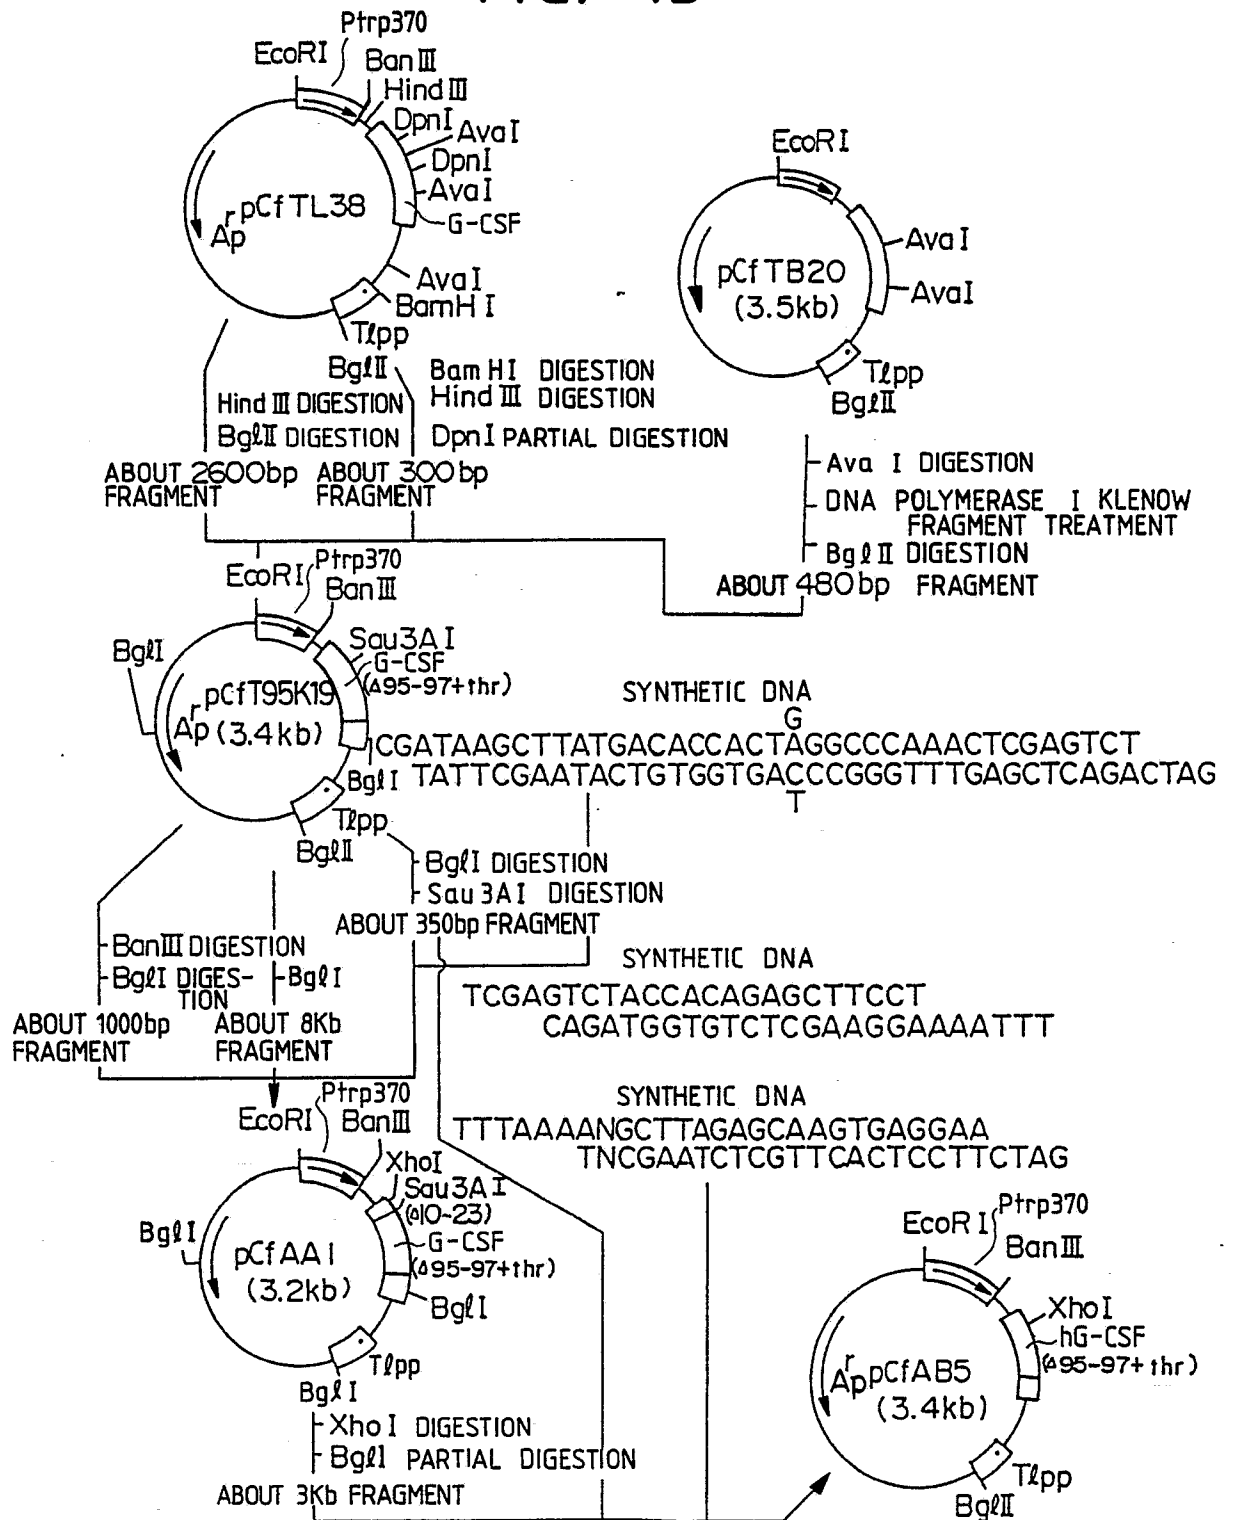 Ptrp370
EcoRI
BanⅢ
HindⅢ
DpnI
AvaI
DpnI
AvaI
G-CSF
pCfTL38
Apʳ
AvaI
BamHI
Tℓpp
BgℓⅡ
EcoRI
AvaI
AvaI
pCfTB20
(3.5kb)
Tℓpp
BgℓⅡ
HindⅢ DIGESTION
BgℓⅡ DIGESTION
BamHI DIGESTION
HindⅢ DIGESTION
DpnI PARTIAL DIGESTION
ABOUT 2600bp
FRAGMENT
ABOUT 300bp
FRAGMENT
Ava I DIGESTION
DNA POLYMERASE I KLENOW
FRAGMENT TREATMENT
BgℓⅡ DIGESTION
ABOUT 480bp FRAGMENT
Ptrp370
EcoRI
BanⅢ
Sau3AI
G-CSF
(Δ95-97+thr)
BgℓI
pCfT95K19
Apʳ (3.4kb)
BgℓI
Tℓpp
BgℓⅡ
SYNTHETIC DNA
G
CGATAAGCTTATGACACCACTAGGCCCAAACTCGAGTCT
TATTCGAATACTGTGGTGACCCGGGTTTGAGCTCAGACTAG
T
BgℓI DIGESTION
Sau3AI DIGESTION
ABOUT 350bp FRAGMENT
BanⅢ DIGESTION
BgℓI DIGES-
TION
BgℓI
ABOUT 1000bp
FRAGMENT
ABOUT 8Kb
FRAGMENT
SYNTHETIC DNA
TCGAGTCTACCACAGAGCTTCCT
CAGATGGTGTCTCGAAGGAAAATTT
SYNTHETIC DNA
TTTAAAANGCTTAGAGCAAGTGAGGAA
TNCGAATCTCGTTCACTCCTTCTAG
Ptrp370
EcoRI
BanⅢ
XhoI
Sau3AI
(Δ10-23)
G-CSF
(Δ95-97+thr)
BgℓI
BgℓI
pCfAA1
(3.2kb)
Tℓpp
BgℓI
XhoI DIGESTION
BgℓI PARTIAL DIGESTION
ABOUT 3Kb FRAGMENT
Ptrp370
EcoRI
BanⅢ
XhoI
hG-CSF
(Δ95-97+thr)
Apʳ pCfAB5
(3.4kb)
Tℓpp
BgℓⅡ